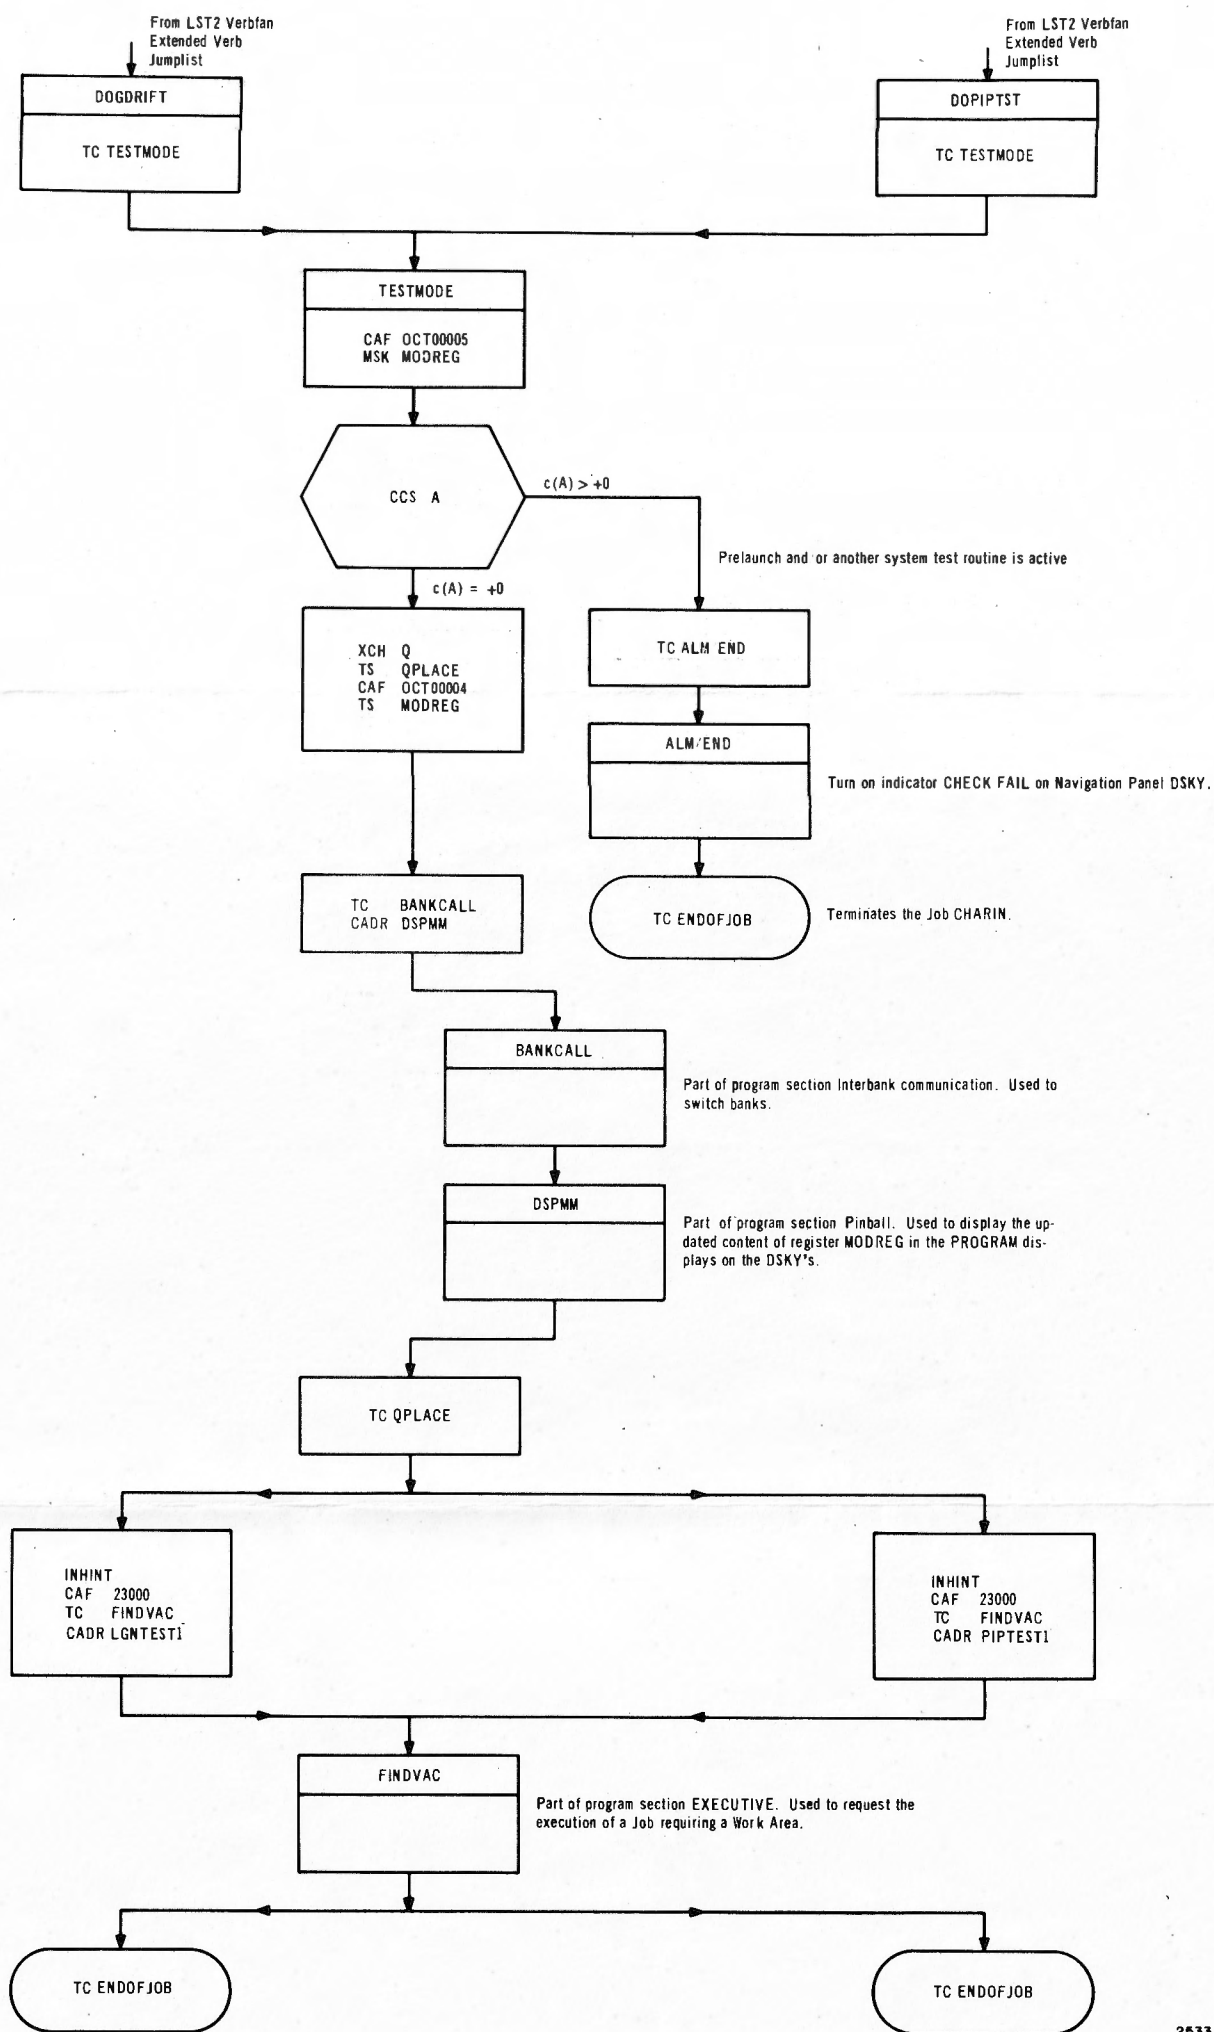 From LST2 Verbfan
Extended Verb
Jumplist
From LST2 Verbfan
Extended Verb
Jumplist
DOGDRIFT
TC TESTMODE
DOPIPTST
TC TESTMODE
TESTMODE
CAF OCT00005
MSK MODREG
CCS A
c(A) > +0
Prelaunch and or another system test routine is active
c(A) = +0
XCH Q
TS QPLACE
CAF OCT00004
TS MODREG
TC ALM END
ALM/END
Turn on indicator CHECK FAIL on Navigation Panel DSKY.
TC BANKCALL
CADR DSPMM
TC ENDOFJOB
Terminates the Job CHARIN.
BANKCALL
Part of program section Interbank communication. Used to
switch banks.
DSPMM
Part of program section Pinball. Used to display the up-
dated content of register MODREG in the PROGRAM dis-
plays on the DSKY's.
TC QPLACE
INHINT
CAF 23000
TC FINDVAC
CADR LGNTEST1
INHINT
CAF 23000
TC FINDVAC
CADR PIPTEST1
FINDVAC
Part of program section EXECUTIVE. Used to request the
execution of a Job requiring a Work Area.
TC ENDOFJOB
TC ENDOFJOB